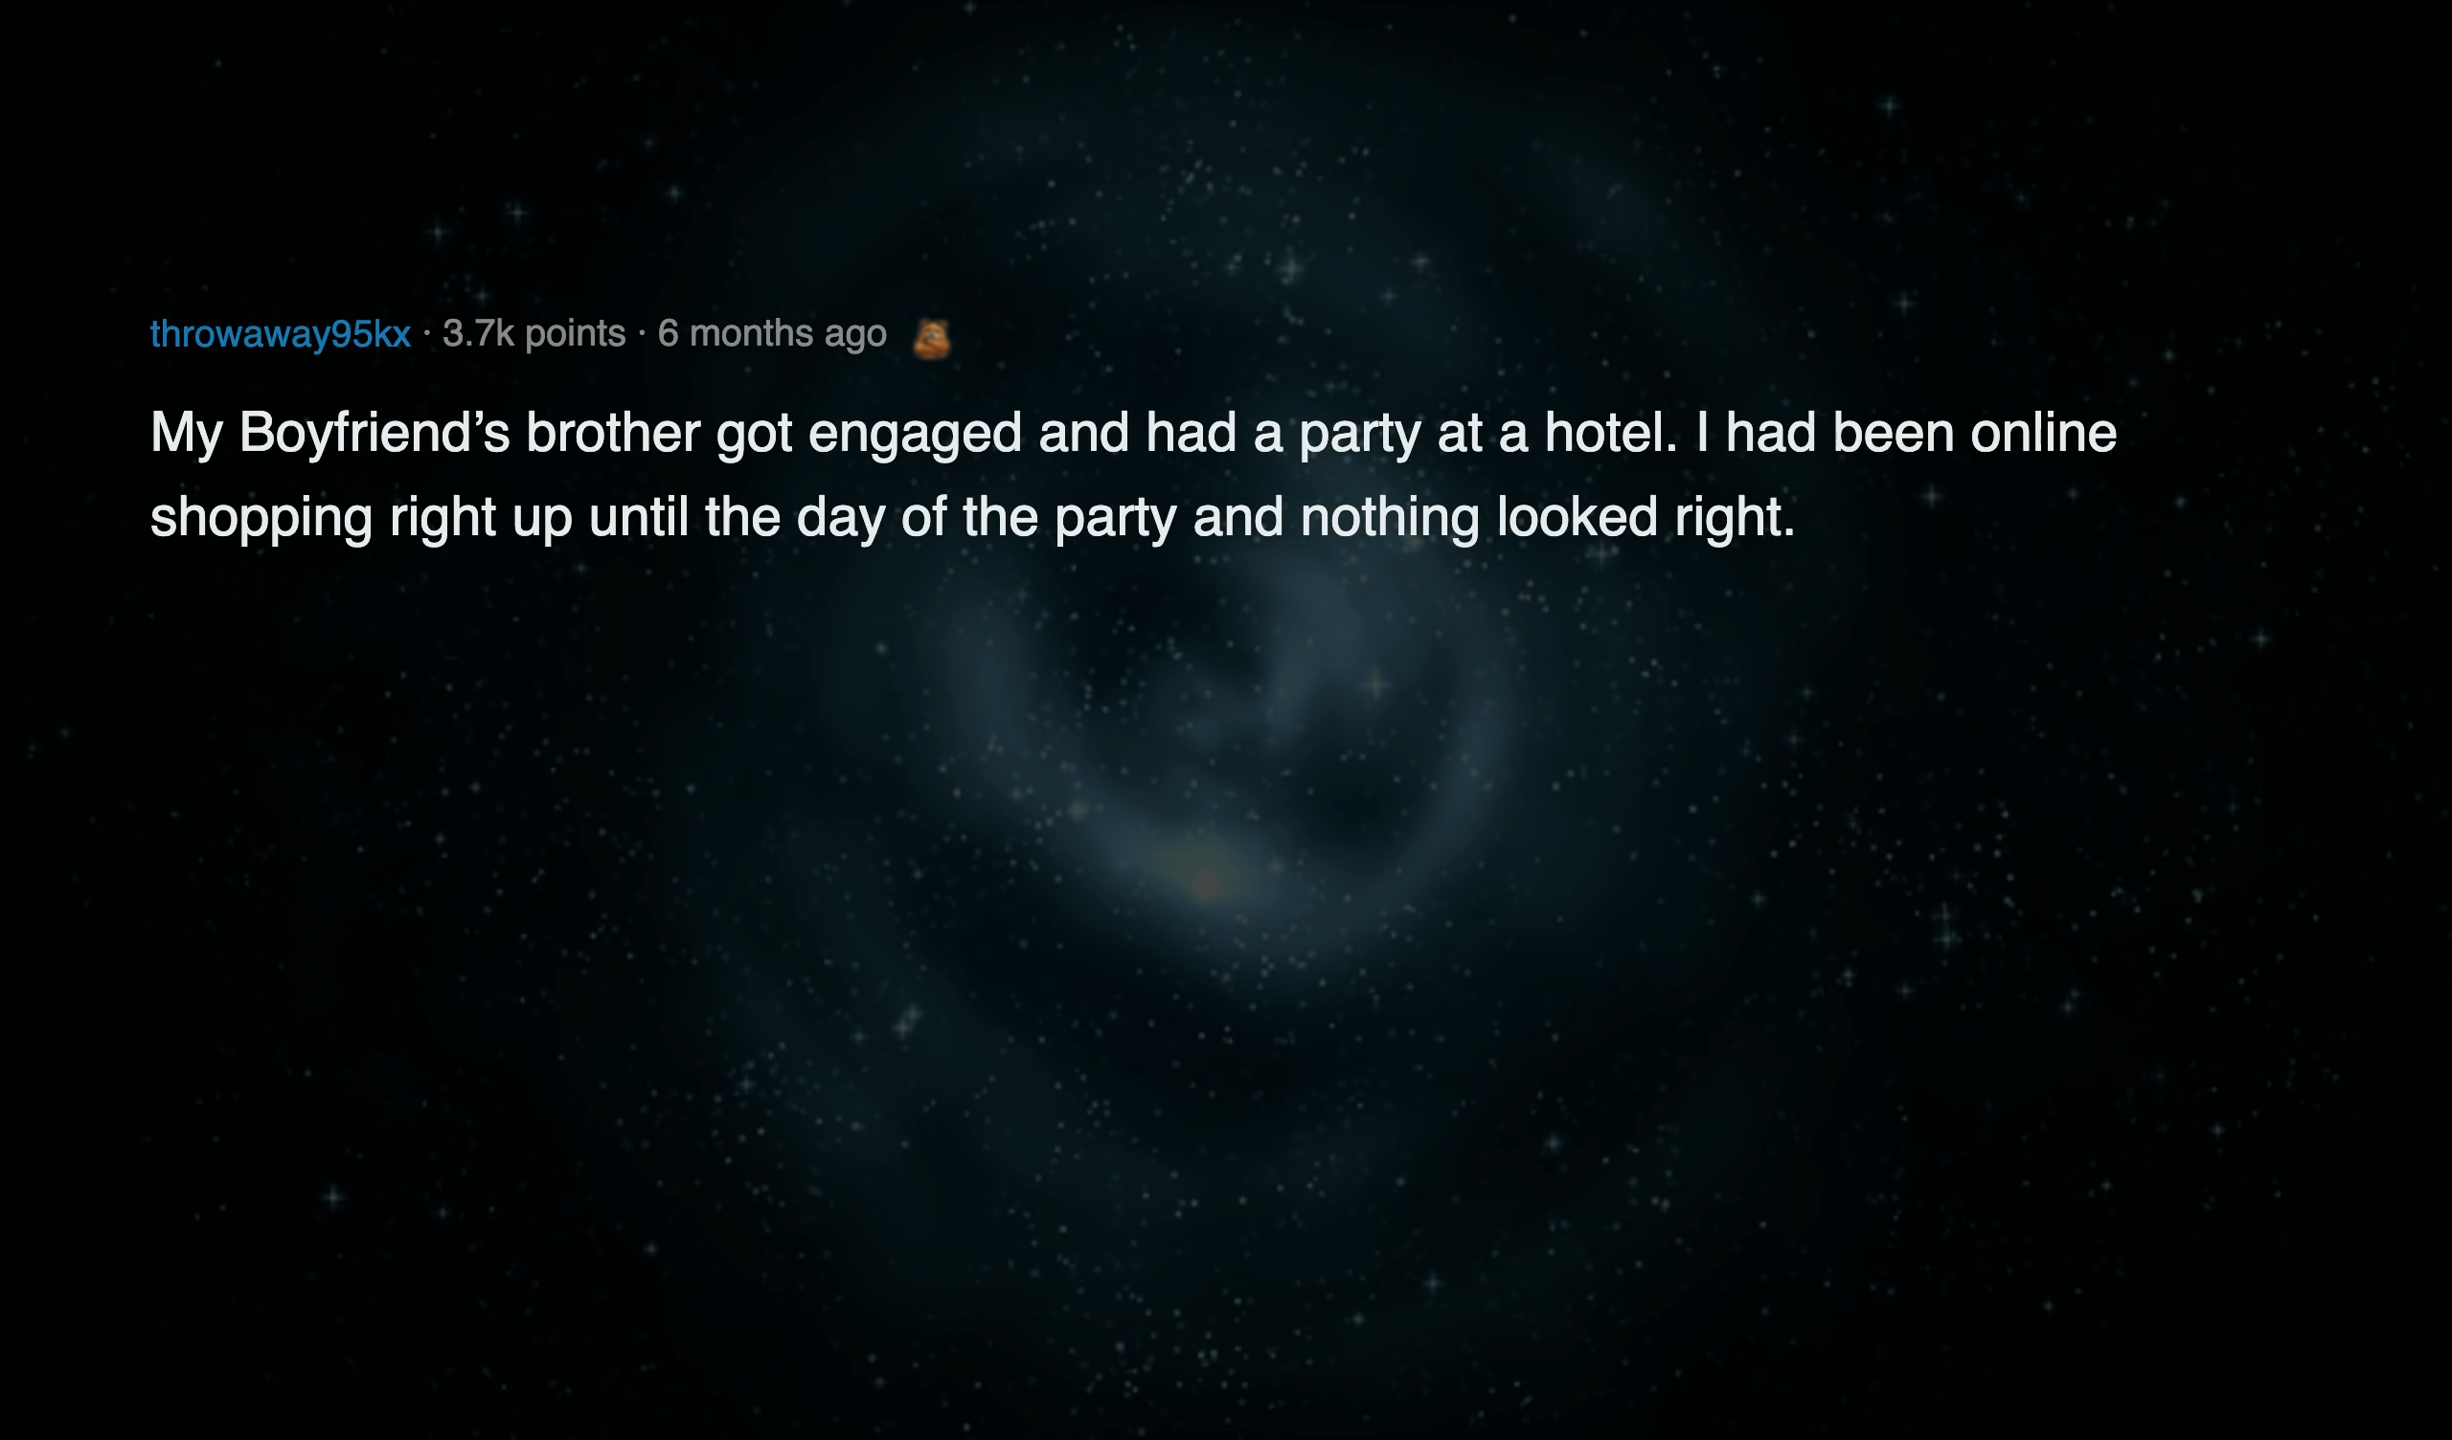 throwaway95kx · 3.7k points · 6 months ago
My Boyfriend’s brother got engaged and had a party at a hotel. I had been online
shopping right up until the day of the party and nothing looked right.